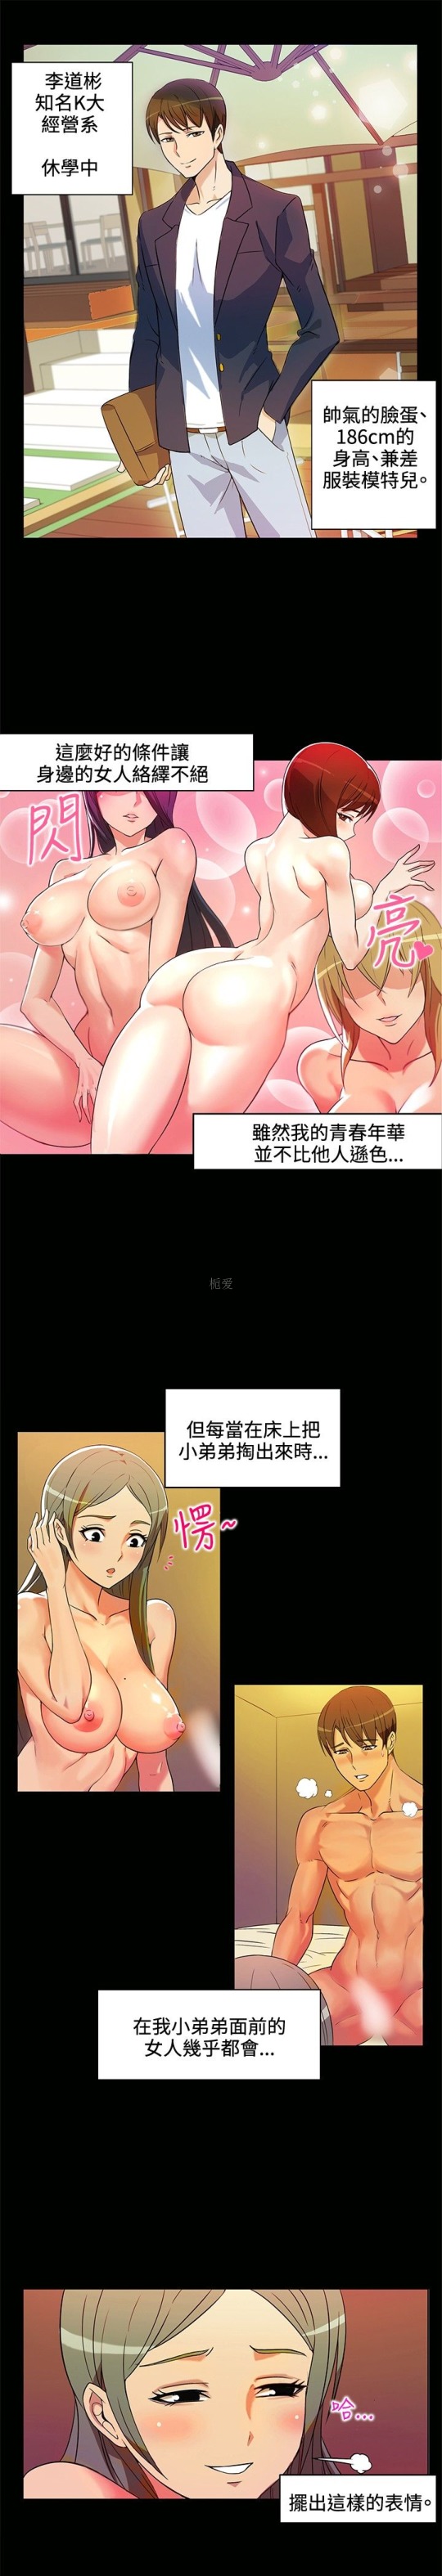 李道彬
知名K大
經營系
休學中
帥氣的臉蛋、
186cm的
身高、兼差
服裝模特兒。
這麼好的條件讓
身邊的女人絡繹不絕
閃
亮
雖然我的青春年華
並不比他人遜色...
栀爱
但每當在床上把
小弟弟掏出來時...
愣~
在我小弟弟面前的
女人幾乎都會...
哈...
擺出這樣的表情。